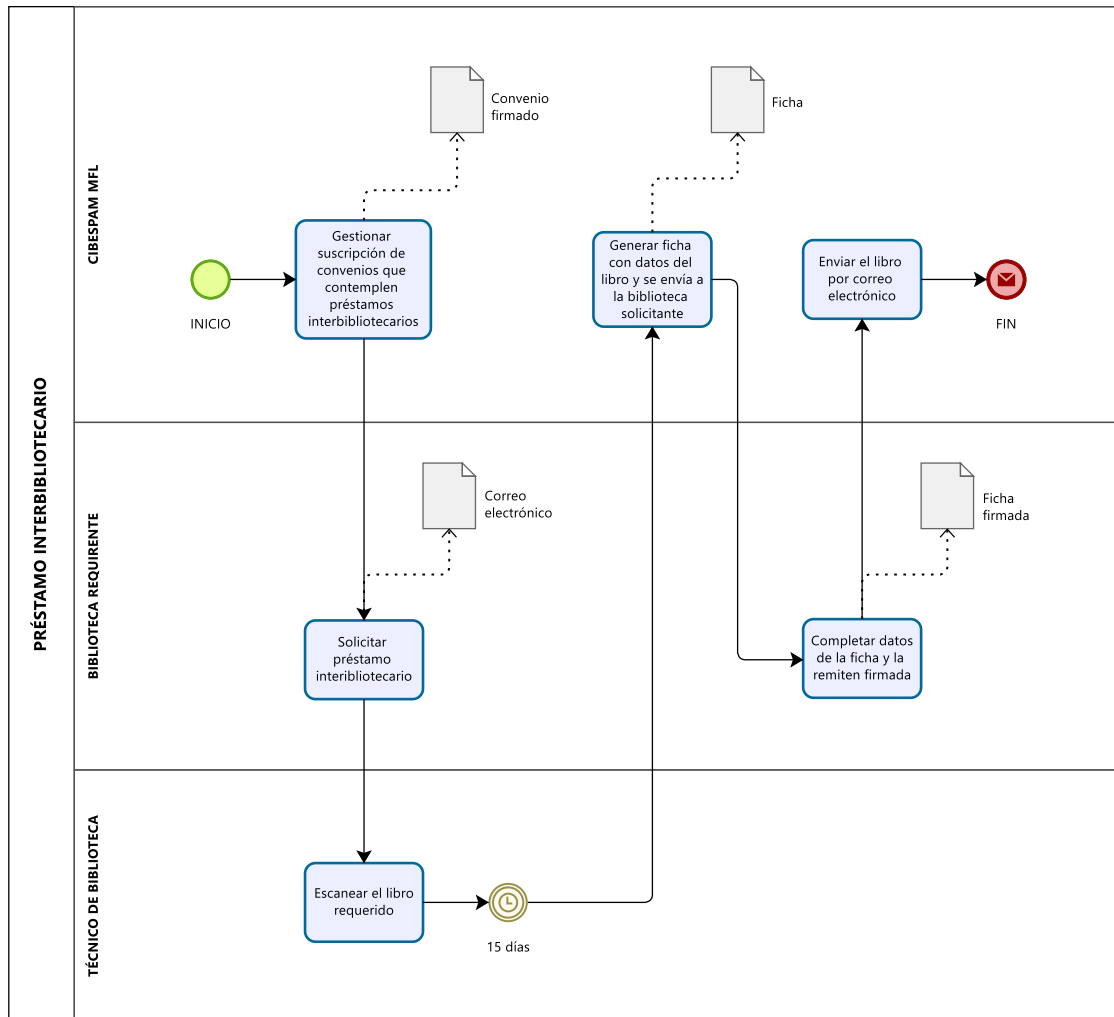 PRÉSTAMO INTERBIBLIOTECARIO
CIBESPAM MFL
Convenio
firmado
Ficha
Gestionar
suscripción de
convenios que
contemplen
préstamos
interbibliotecarios
INICIO
Generar ficha
con datos del
libro y se envía a
la biblioteca
solicitante
Enviar el libro
por correo
electrónico
FIN
BIBLIOTECA REQUIRENTE
Correo
electrónico
Ficha
firmada
Solicitar
préstamo
interibliotecario
Completar datos
de la ficha y la
remiten firmada
TÉCNICO DE BIBLIOTECA
Escanear el libro
requerido
15 días